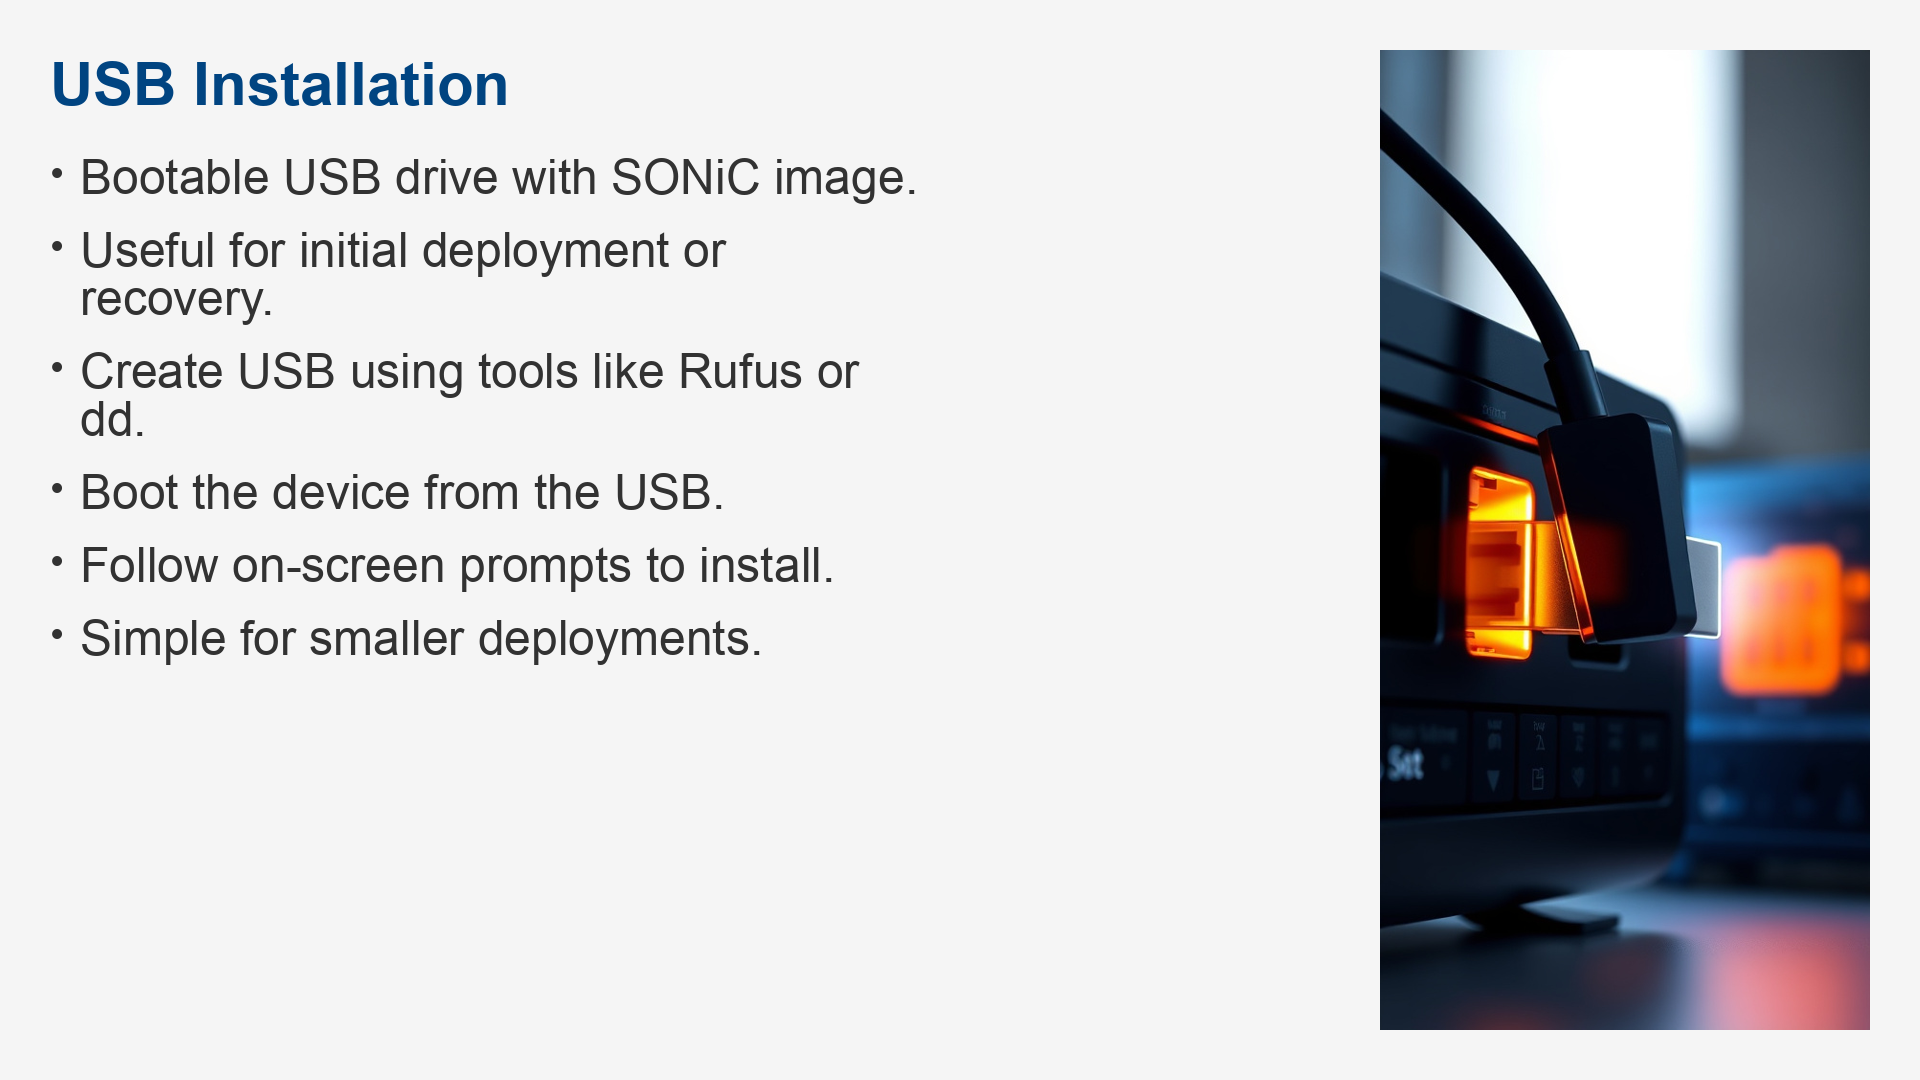 USB Installation
• Bootable USB drive with SONiC image.
• Useful for initial deployment or
recovery.
• Create USB using tools like Rufus or
dd.
• Boot the device from the USB.
• Follow on-screen prompts to install.
• Simple for smaller deployments.